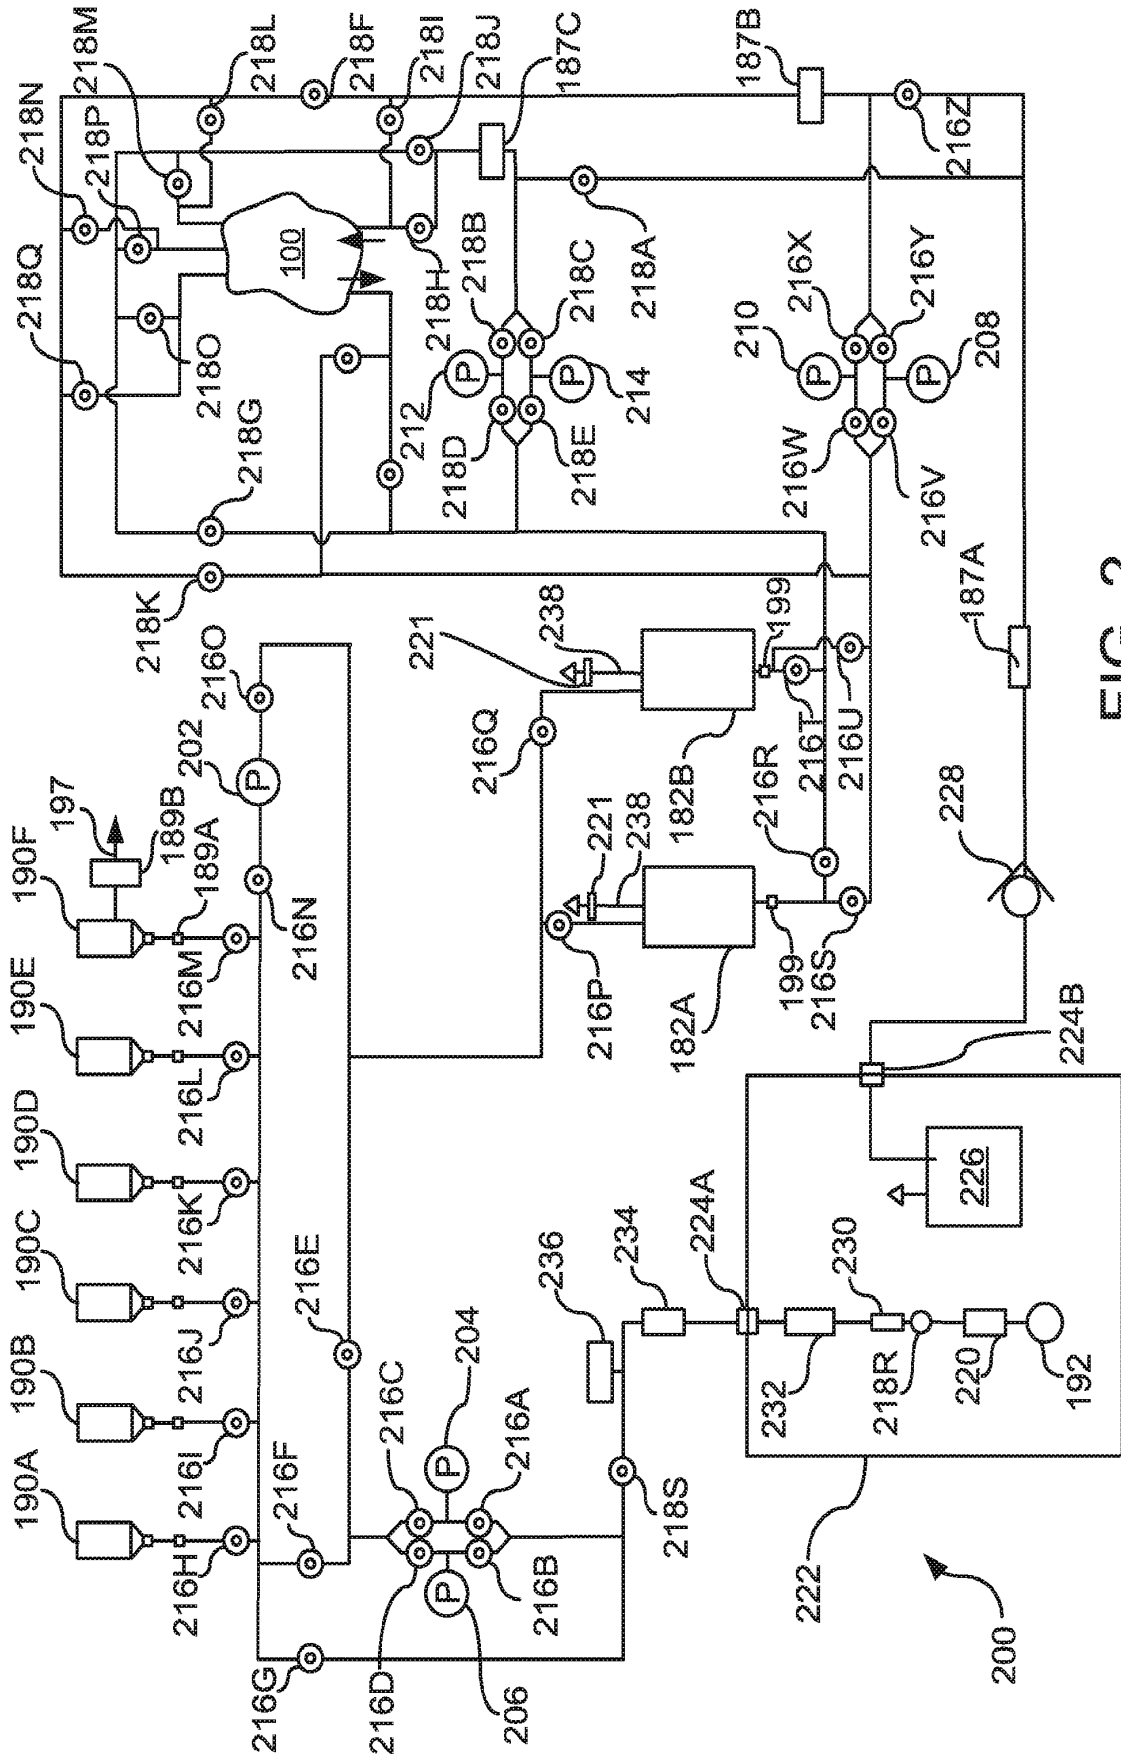 190A
190B
190C
190D
190E
190F
197
189B
189A
218Q
218N
218P
218M
218L
218F
218I
218J
187C
187B
216H
216I
216J
216K
216L
216M
216N
202
216O
218K
218G
218O
100
216G
216F
216E
216D
216C
204
206
216B
216A
218S
236
234
224A
216P
216Q
221
238
221
238
182A
182B
199
199
216S
216R
216T
216U
212
218D
218B
218H
218E
214
218C
218A
210
216W
216X
216V
208
216Y
216Z
P
P
P
P
P
P
P
222
232
218R
230
220
192
226
224B
228
187A
200
FIG. 2